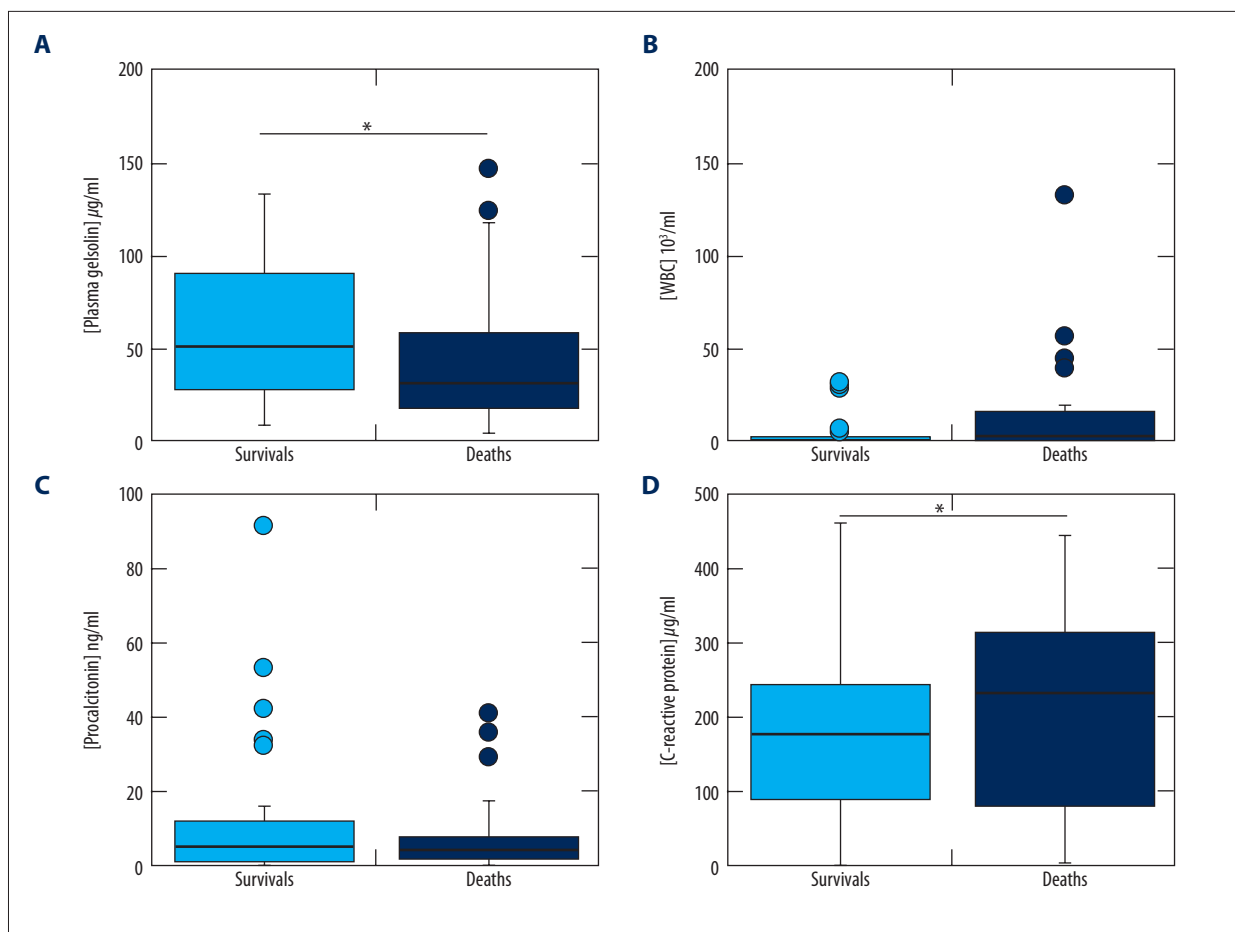 A
[Plasma gelsolin] µg/ml
200
150
100
50
0
*
Survivals
Deaths
B
[WBC] 10³/ml
200
150
100
50
0
Survivals
Deaths
C
[Procalcitonin] ng/ml
100
80
60
40
20
0
Survivals
Deaths
D
[C-reactive protein] µg/ml
500
400
300
200
100
0
*
Survivals
Deaths